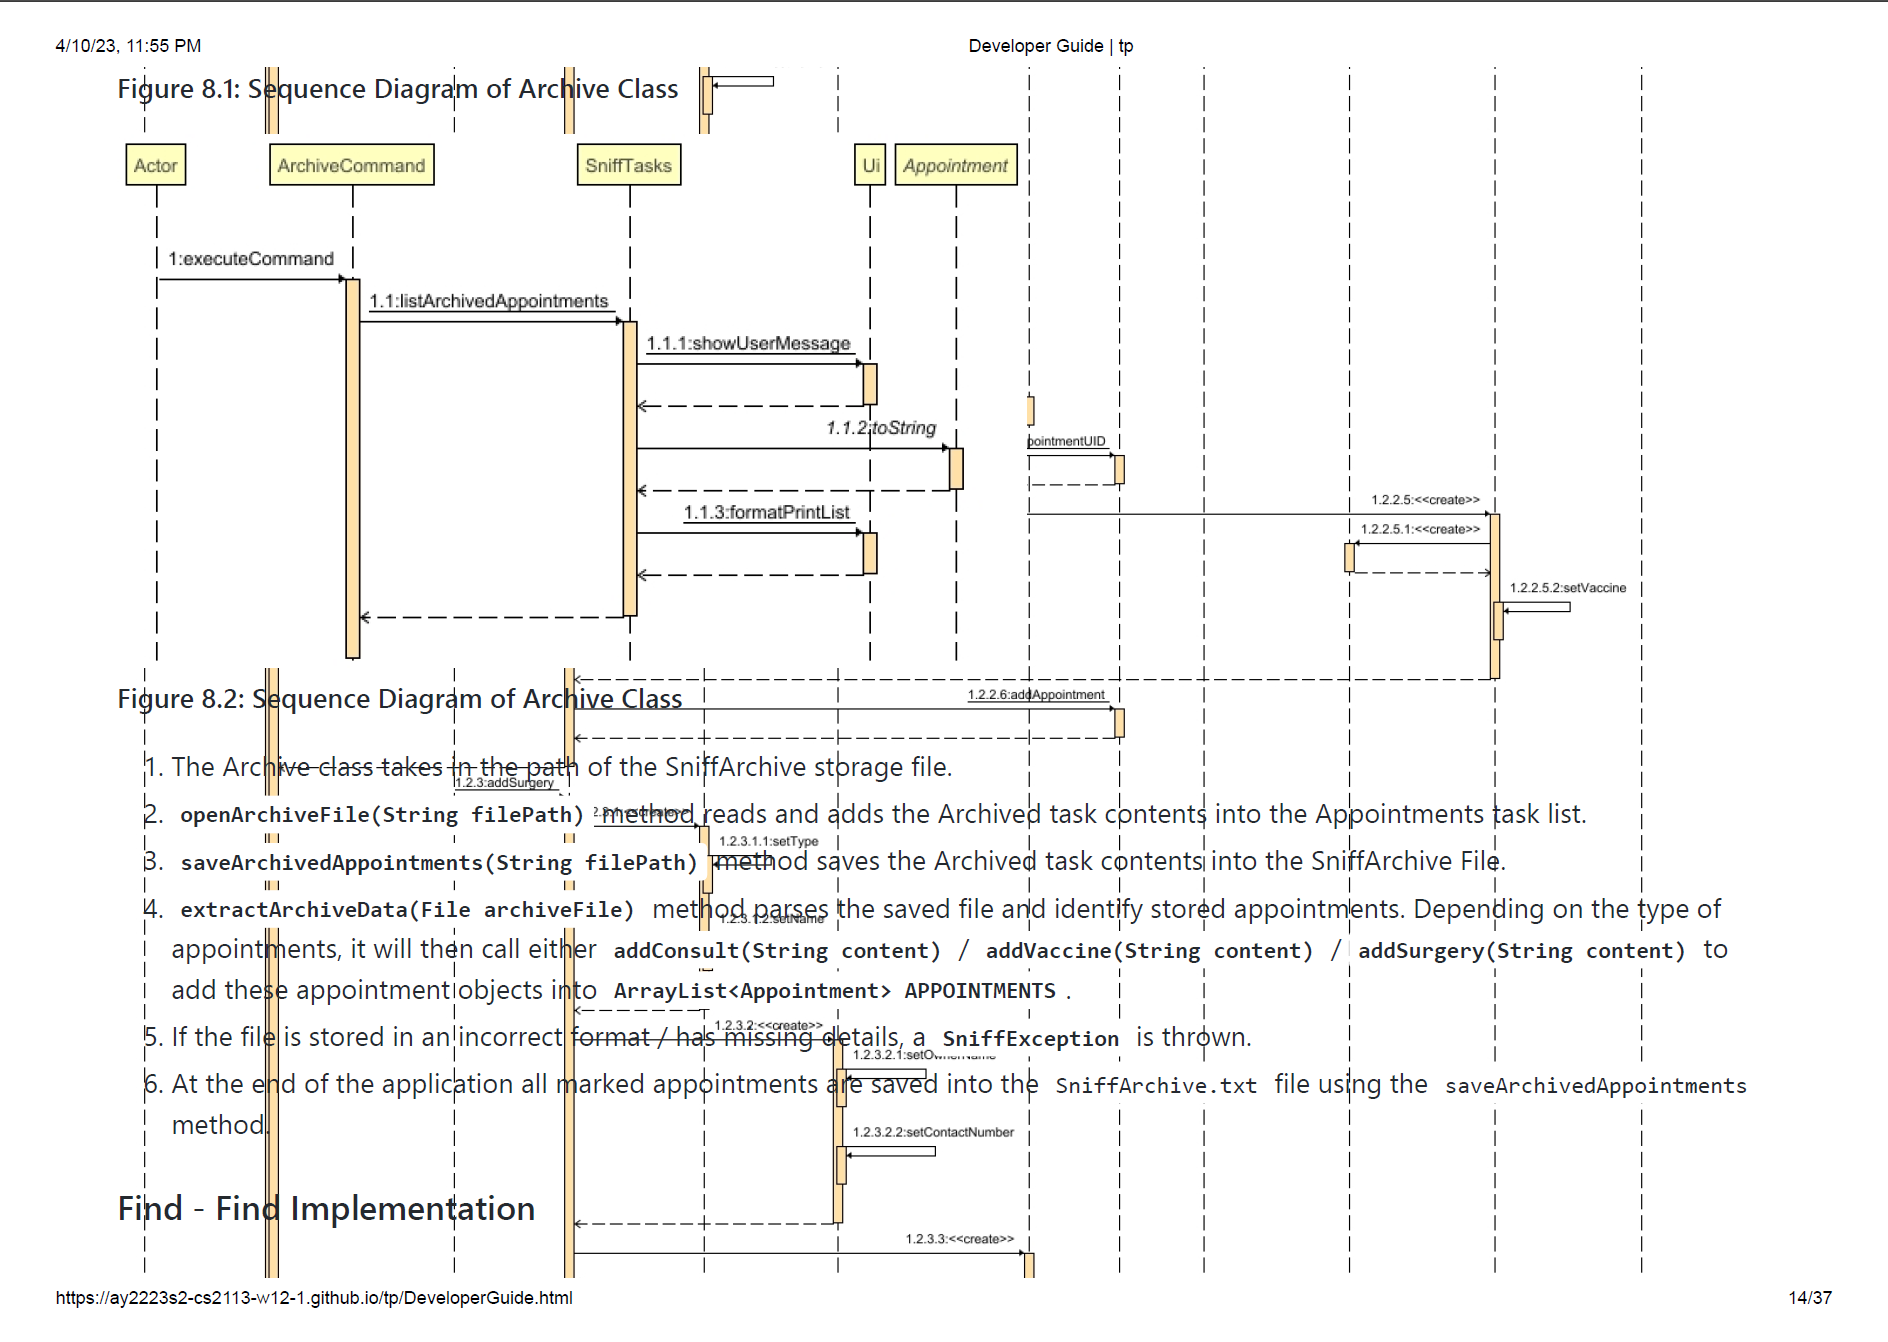 4/10/23, 11:55 PM
Developer Guide | tp
Figure 8.1: Sequence Diagram of Archive Class
Actor
ArchiveCommand
SniffTasks
Ui
Appointment
1:executeCommand
1.1:listArchivedAppointments
1.1.1:showUserMessage
1.1.2:toString
pointmentUID
1.2.2.5:<<create>>
1.1.3:formatPrintList
1.2.2.5.1:<<create>>
1.2.2.5.2:setVaccine
Figure 8.2: Sequence Diagram of Archive Class
1.2.2.6:addAppointment
1. The Archive class takes in the path of the SniffArchive storage file.
1.2.3:addSurgery
2. openArchiveFile(String filePath) method reads and adds the Archived task contents into the Appointments task list.
1.2.3.1.1:setType
3. saveArchivedAppointments(String filePath) method saves the Archived task contents into the SniffArchive File.
4. extractArchiveData(File archiveFile) method parses the saved file and identify stored appointments. Depending on the type of
1.2.3.1.2:setName
appointments, it will then call either addConsult(String content) / addVaccine(String content) / addSurgery(String content) to
add these appointment objects into ArrayList<Appointment> APPOINTMENTS .
1.2.3.2:<<create>>
5. If the file is stored in an incorrect format / has missing details, a SniffException is thrown.
1.2.3.2.1:
6. At the end of the application all marked appointments are saved into the SniffArchive.txt file using the saveArchivedAppointments
method.
1.2.3.2.2:setContactNumber
Find - Find Implementation
1.2.3.3:<<create>>
https://ay2223s2-cs2113-w12-1.github.io/tp/DeveloperGuide.html
14/37